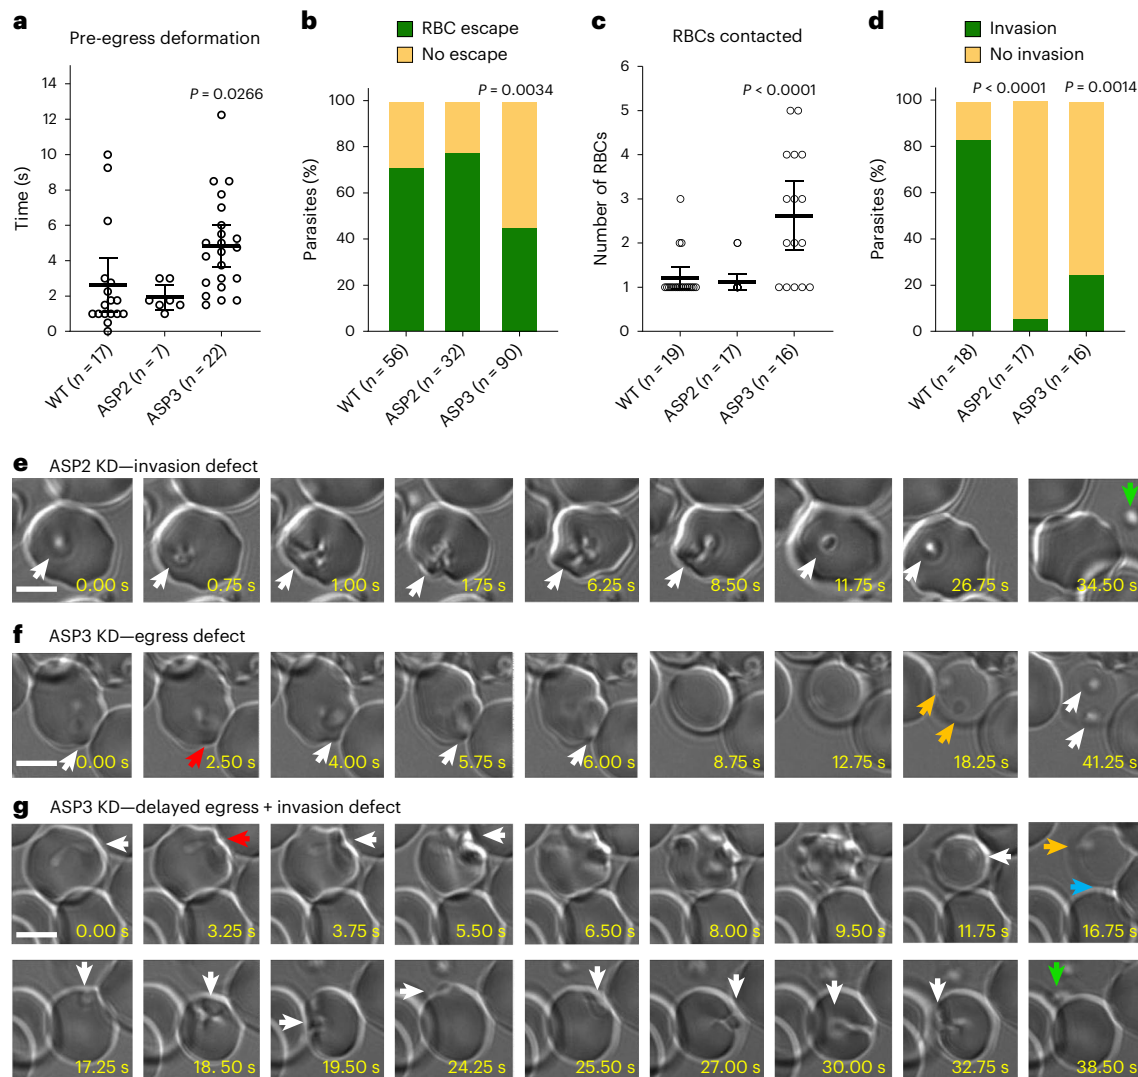 a
Pre-egress deformation
Time (s)
14
12
10
8
6
4
2
0
P = 0.0266
WT (n = 17)
ASP2 (n = 7)
ASP3 (n = 22)
b
RBC escape
No escape
Parasites (%)
100
80
60
40
20
0
P = 0.0034
WT (n = 56)
ASP2 (n = 32)
ASP3 (n = 90)
c
RBCs contacted
Number of RBCs
6
5
4
3
2
1
0
P < 0.0001
WT (n = 19)
ASP2 (n = 17)
ASP3 (n = 16)
d
Invasion
No invasion
Parasites (%)
100
80
60
40
20
0
P < 0.0001
P = 0.0014
WT (n = 18)
ASP2 (n = 17)
ASP3 (n = 16)
e ASP2 KD—invasion defect
0.00 s 0.75 s 1.00 s 1.75 s 6.25 s 8.50 s 11.75 s 26.75 s 34.50 s
f ASP3 KD—egress defect
0.00 s 2.50 s 4.00 s 5.75 s 6.00 s 8.75 s 12.75 s 18.25 s 41.25 s
g ASP3 KD—delayed egress + invasion defect
0.00 s 3.25 s 3.75 s 5.50 s 6.50 s 8.00 s 9.50 s 11.75 s 16.75 s
17.25 s 18. 50 s 19.50 s 24.25 s 25.50 s 27.00 s 30.00 s 32.75 s 38.50 s